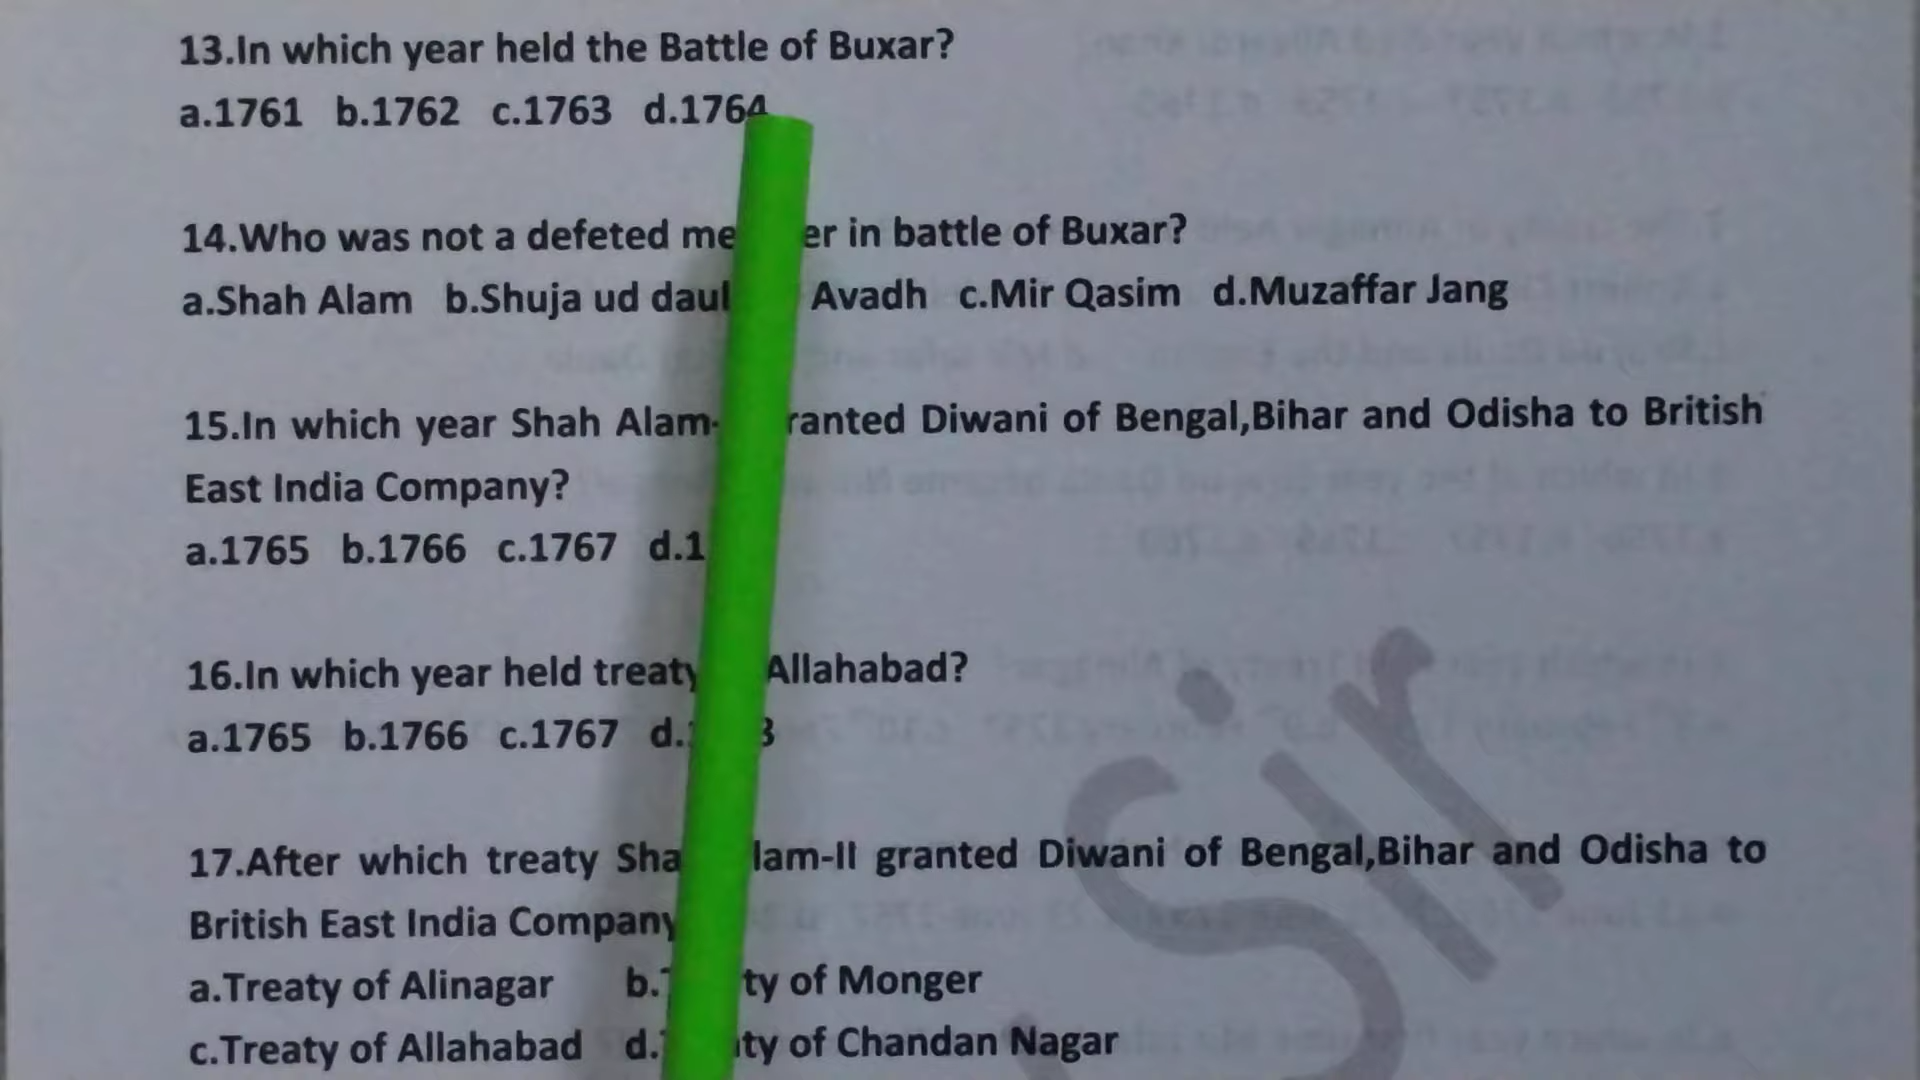 13.In which year held the Battle of Buxar?
a.1761 b.1762 c.1763 d.1764
14.Who was not a defeted me er in battle of Buxar?
a.Shah Alam b.Shuja ud daul Avadh c.Mir Qasim d.Muzaffar Jang
15.In which year Shah Alam- ranted Diwani of Bengal,Bihar and Odisha to British
East India Company?
a.1765 b.1766 c.1767 d.1
16.In which year held treaty Allahabad?
a.1765 b.1766 c.1767 d.
17.After which treaty Sha lam-II granted Diwani of Bengal,Bihar and Odisha to
British East India Company
a.Treaty of Alinagar b. ty of Monger
c.Treaty of Allahabad d. ty of Chandan Nagar
Sir